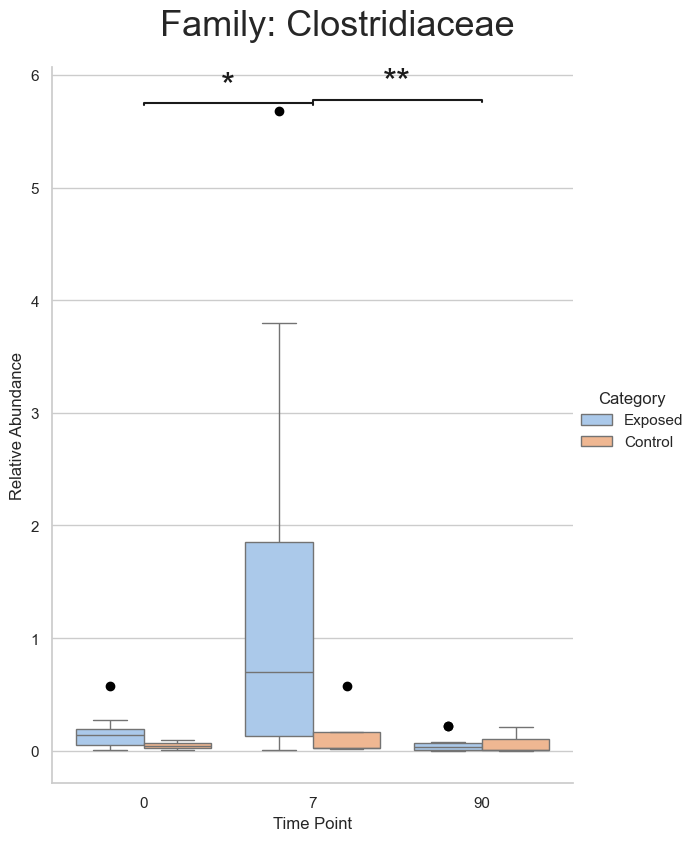 Family: Clostridiaceae
*
**
6
5
4
3
2
1
0
Relative Abundance
0 7 90
Time Point
Category
Exposed
Control